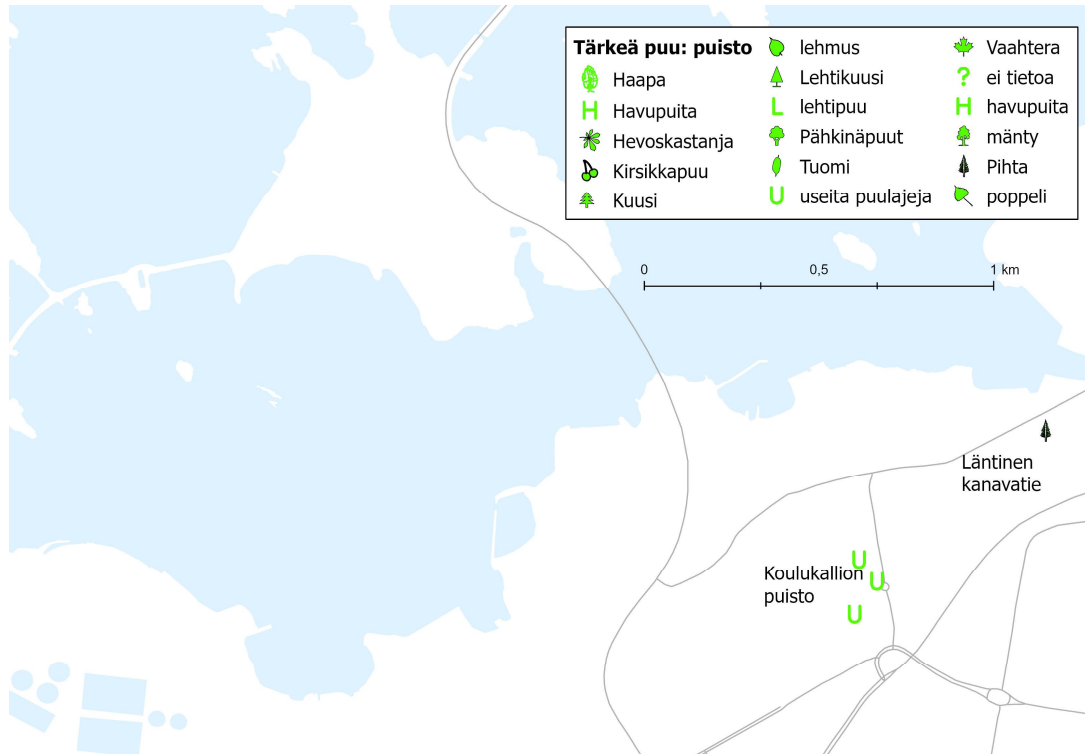 Tärkeä puu: puisto
Haapa
H Havupuita
Hevoskastanja
Kirsikkapuu
Kuusi
lehmus
Lehtikuusi
L lehtipuu
Pähkinäpuut
Tuomi
U useita puulajeja
Vaahtera
? ei tietoa
H havupuita
mänty
Pihta
poppeli
0 0,5 1 km
Läntinen
kanavatie
U
Koulukallion
U
puisto
U